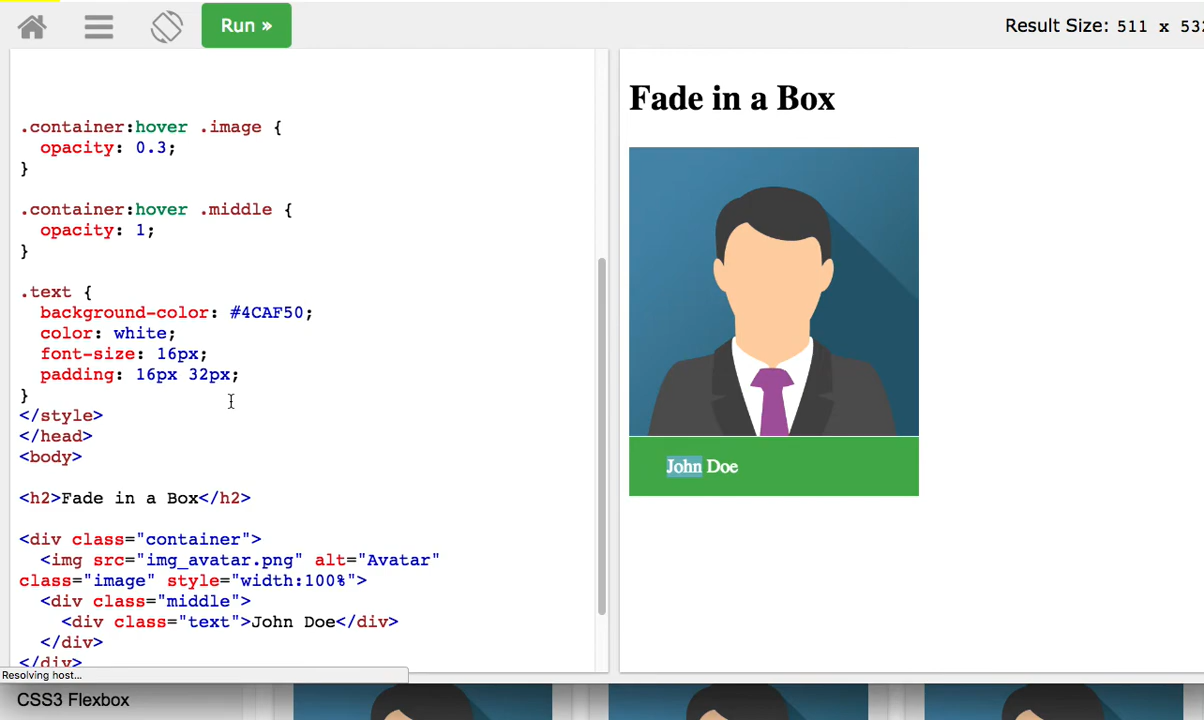 Run »
Result Size: 511 x 532
.container:hover .image {
opacity: 0.3;
}
.container:hover .middle {
opacity: 1;
}
.text {
background-color: #4CAF50;
color: white;
font-size: 16px;
padding: 16px 32px;
}
</style>
</head>
<body>
<h2>Fade in a Box</h2>
<div class="container">
<img src="img_avatar.png" alt="Avatar"
class="image" style="width:100%">
<div class="middle">
<div class="text">John Doe</div>
</div>
</div>
Resolving host...
CSS3 Flexbox
Fade in a Box
John Doe